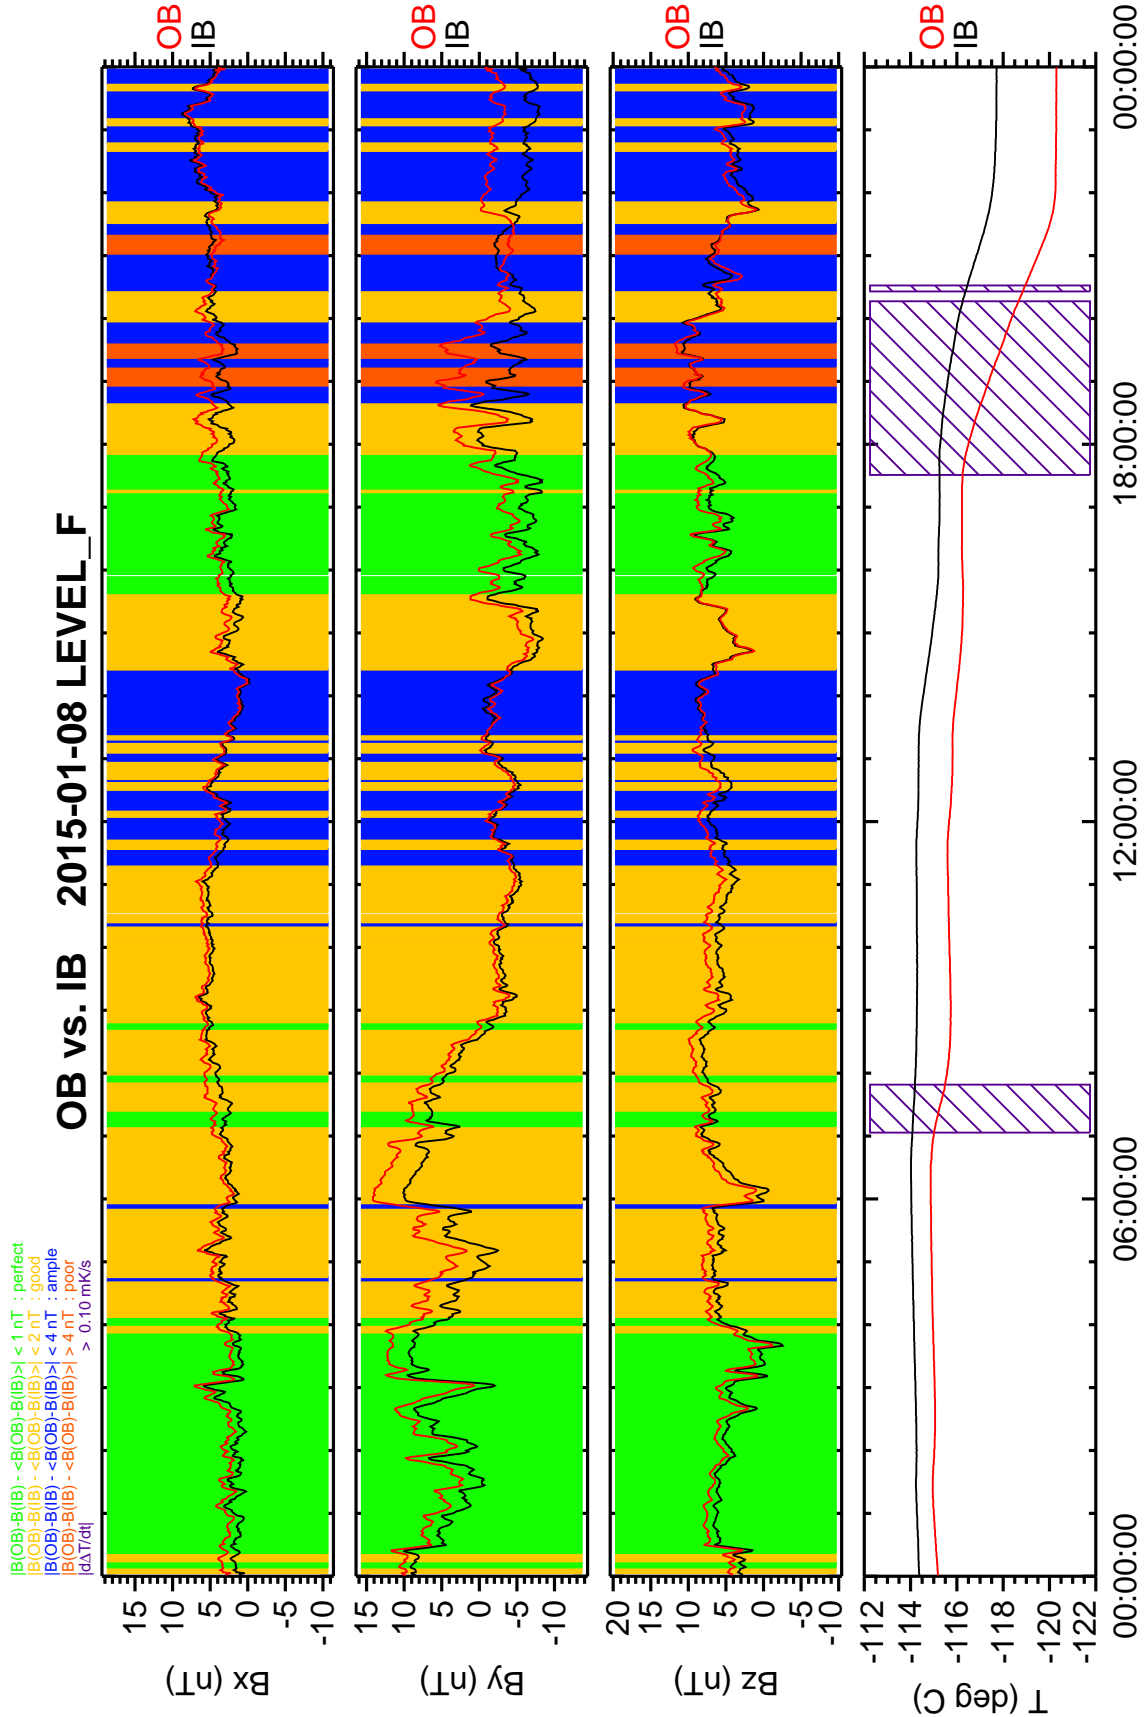 |B(OB)-B(IB) - <B(OB)-B(IB)>| < 1 nT : perfect
|B(OB)-B(IB) - <B(OB)-B(IB)>| < 2 nT : good
|B(OB)-B(IB) - <B(OB)-B(IB)>| < 4 nT : ample
|B(OB)-B(IB) - <B(OB)-B(IB)>| > 4 nT : poor
|dΔT/dt| > 0.10 mK/s
OB vs. IB 2015-01-08 LEVEL_F
Bx (nT)
15
10
5
0
-5
-10
OB
IB
By (nT)
15
10
5
0
-5
-10
OB
IB
Bz (nT)
20
15
10
5
0
-5
-10
OB
IB
T (deg C)
-112
-114
-116
-118
-120
-122
OB
IB
00:00:00
06:00:00
12:00:00
18:00:00
00:00:00